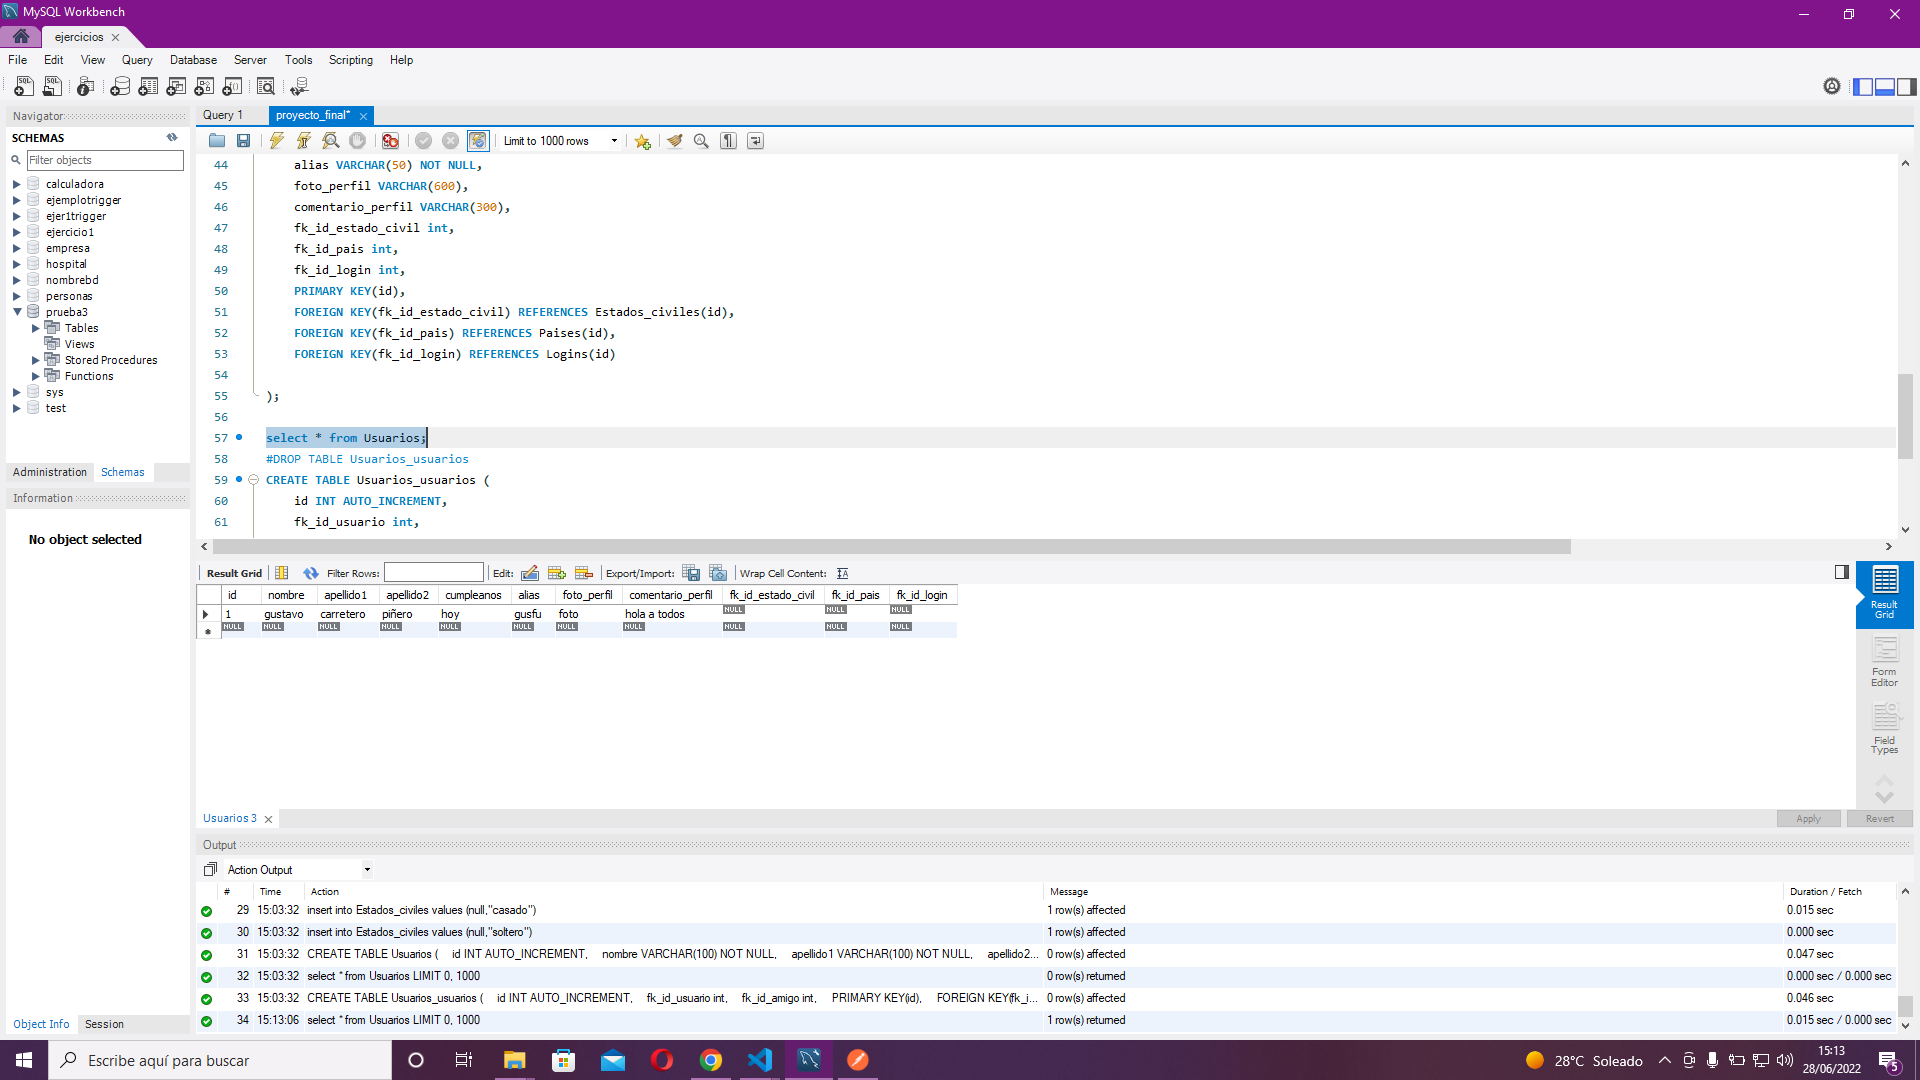 MySQL Workbench
ejercicios
File Edit View Query Database Server Tools Scripting Help
Navigator
SCHEMAS
Filter objects
calculadora
ejemplotrigger
ejer1trigger
ejercicio1
empresa
hospital
nombrebd
personas
prueba3
Tables
Views
Stored Procedures
Functions
sys
test
Administration Schemas
Information
No object selected
Object Info Session
Query 1 proyecto_final*
Limit to 1000 rows
44 alias VARCHAR(50) NOT NULL,
45 foto_perfil VARCHAR(600),
46 comentario_perfil VARCHAR(300),
47 fk_id_estado_civil int,
48 fk_id_pais int,
49 fk_id_login int,
50 PRIMARY KEY(id),
51 FOREIGN KEY(fk_id_estado_civil) REFERENCES Estados_civiles(id),
52 FOREIGN KEY(fk_id_pais) REFERENCES Paises(id),
53 FOREIGN KEY(fk_id_login) REFERENCES Logins(id)
54
55 );
56
57 select * from Usuarios;
58 #DROP TABLE Usuarios_usuarios
59 CREATE TABLE Usuarios_usuarios (
60 id INT AUTO_INCREMENT,
61 fk_id_usuario int,
Result Grid Filter Rows: Edit: Export/Import: Wrap Cell Content:
id nombre apellido1 apellido2 cumpleanos alias foto_perfil comentario_perfil fk_id_estado_civil fk_id_pais fk_id_login
1 gustavo carretero piñero hoy gusfu foto hola a todos NULL NULL NULL
NULL NULL NULL NULL NULL NULL NULL NULL NULL NULL NULL
Result
Grid
Form
Editor
Field
Types
Usuarios 3
Apply Revert
Output
Action Output
# Time Action Message Duration / Fetch
29 15:03:32 insert into Estados_civiles values (null,"casado") 1 row(s) affected 0.015 sec
30 15:03:32 insert into Estados_civiles values (null,"soltero") 1 row(s) affected 0.000 sec
31 15:03:32 CREATE TABLE Usuarios ( id INT AUTO_INCREMENT, nombre VARCHAR(100) NOT NULL, apellido1 VARCHAR(100) NOT NULL, apellido2... 0 row(s) affected 0.047 sec
32 15:03:32 select * from Usuarios LIMIT 0, 1000 0 row(s) returned 0.000 sec / 0.000 sec
33 15:03:32 CREATE TABLE Usuarios_usuarios ( id INT AUTO_INCREMENT, fk_id_usuario int, fk_id_amigo int, PRIMARY KEY(id), FOREIGN KEY(fk_i... 0 row(s) affected 0.046 sec
34 15:13:06 select * from Usuarios LIMIT 0, 1000 1 row(s) returned 0.015 sec / 0.000 sec
Escribe aquí para buscar
28°C Soleado
15:13
28/06/2022
5